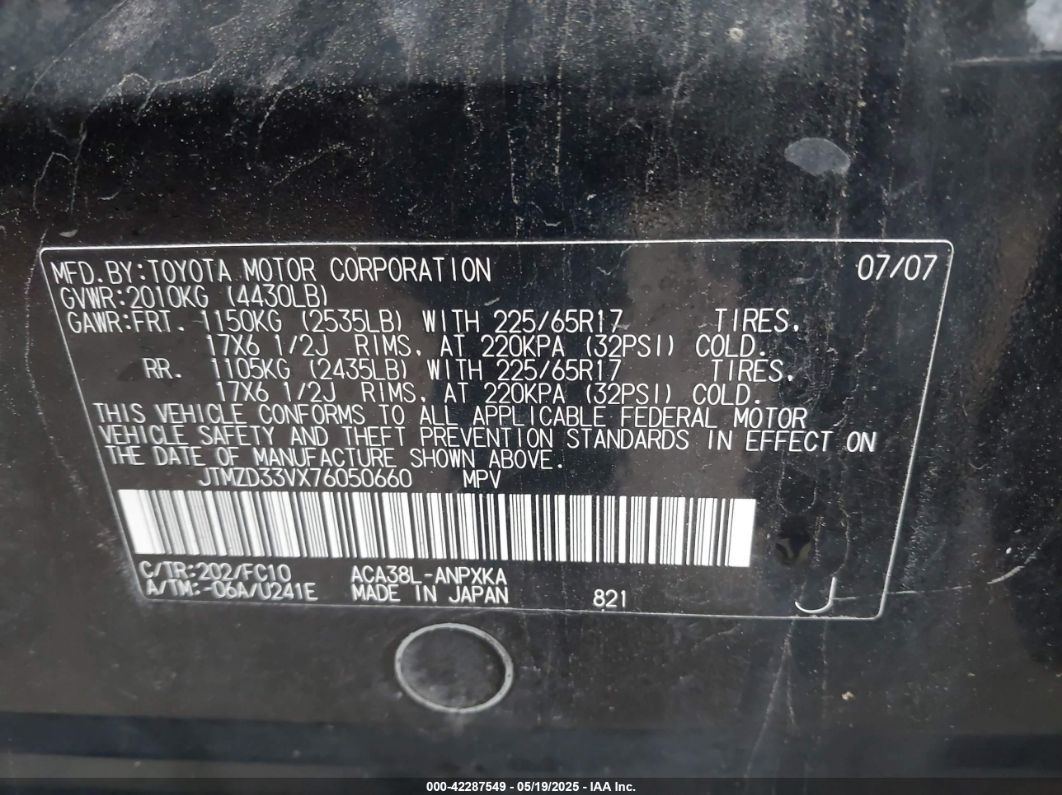 MFD.BY:TOYOTA MOTOR CORPORATION 07/07
GVWR:2010KG (4430LB)
GAWR:FRT. 1150KG (2535LB) WITH 225/65R17 TIRES,
17X6 1/2J RIMS, AT 220KPA (32PSI) COLD.
RR. 1105KG (2435LB) WITH 225/65R17 TIRES,
17X6 1/2J RIMS, AT 220KPA (32PSI) COLD.
THIS VEHICLE CONFORMS TO ALL APPLICABLE FEDERAL MOTOR
VEHICLE SAFETY AND THEFT PREVENTION STANDARDS IN EFFECT ON
THE DATE OF MANUFACTURE SHOWN ABOVE.
JTMZD33VX76050660 MPV
C/TR:202/FC10 ACA38L-ANPXKA
A/TM:-06A/U241E MADE IN JAPAN 821 J
000-42287549 - 05/19/2025 - IAA Inc.